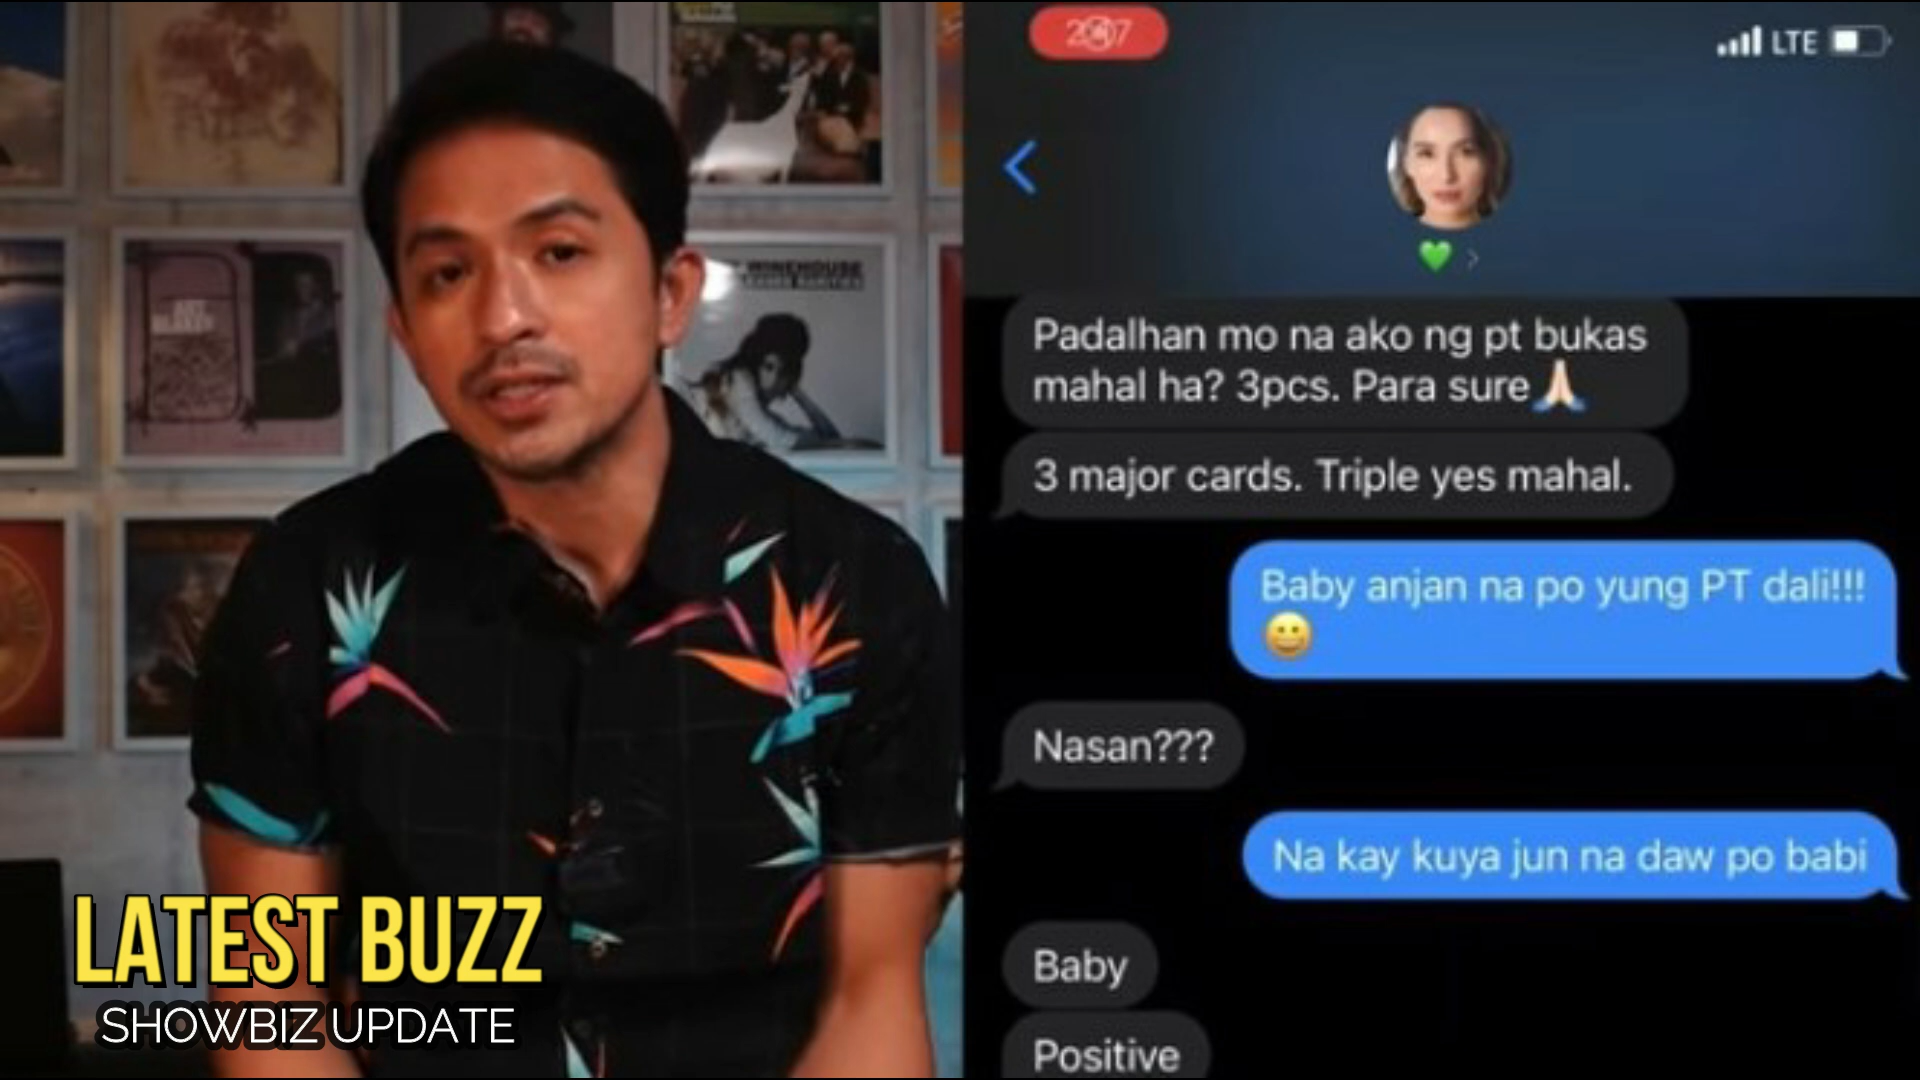 WINEHOUSE
LATEST BUZZ
SHOWBIZ UPDATE
LTE
Padalhan mo na ako ng pt bukas
mahal ha? 3pcs. Para sure🙏🏻
3 major cards. Triple yes mahal.
Baby anjan na po yung PT dali!!!
😀
Nasan???
Na kay kuya jun na daw po babi
Baby
Positive